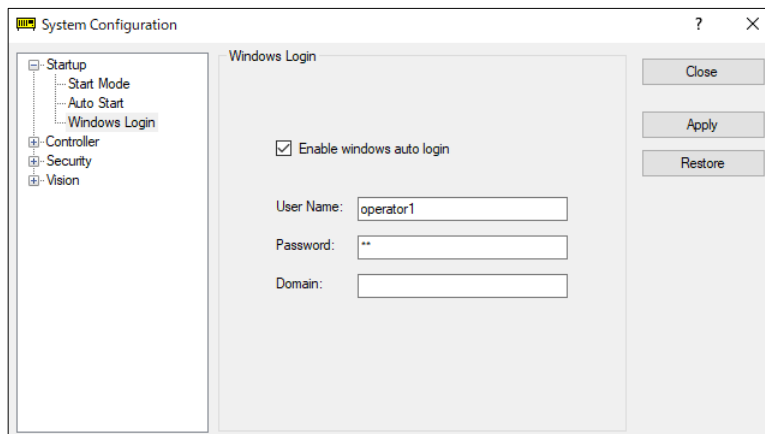 System Configuration
Startup
Start Mode
Auto Start
Windows Login
Controller
Security
Vision
Windows Login
Enable windows auto login
User Name: operator1
Password: **
Domain:
Close
Apply
Restore